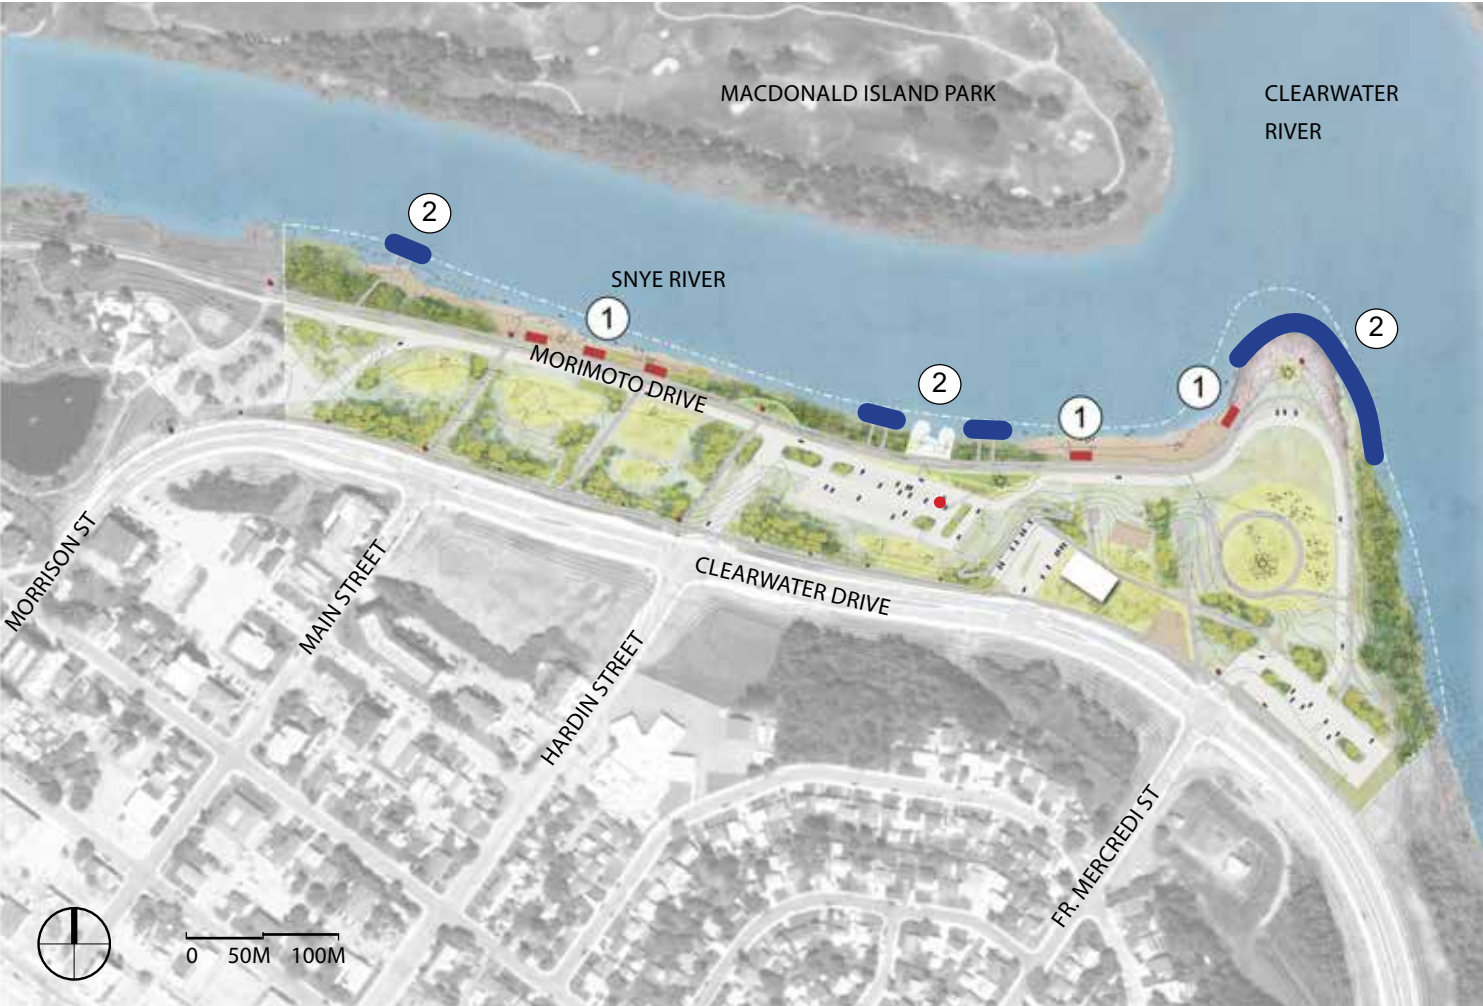 MACDONALD ISLAND PARK
CLEARWATER
RIVER
2
SNYE RIVER
1
2
MORIMOTO DRIVE
2
1
1
MORRISON ST
MAIN STREET
CLEARWATER DRIVE
HARDIN STREET
FR. MERCREDI ST
0 50M 100M